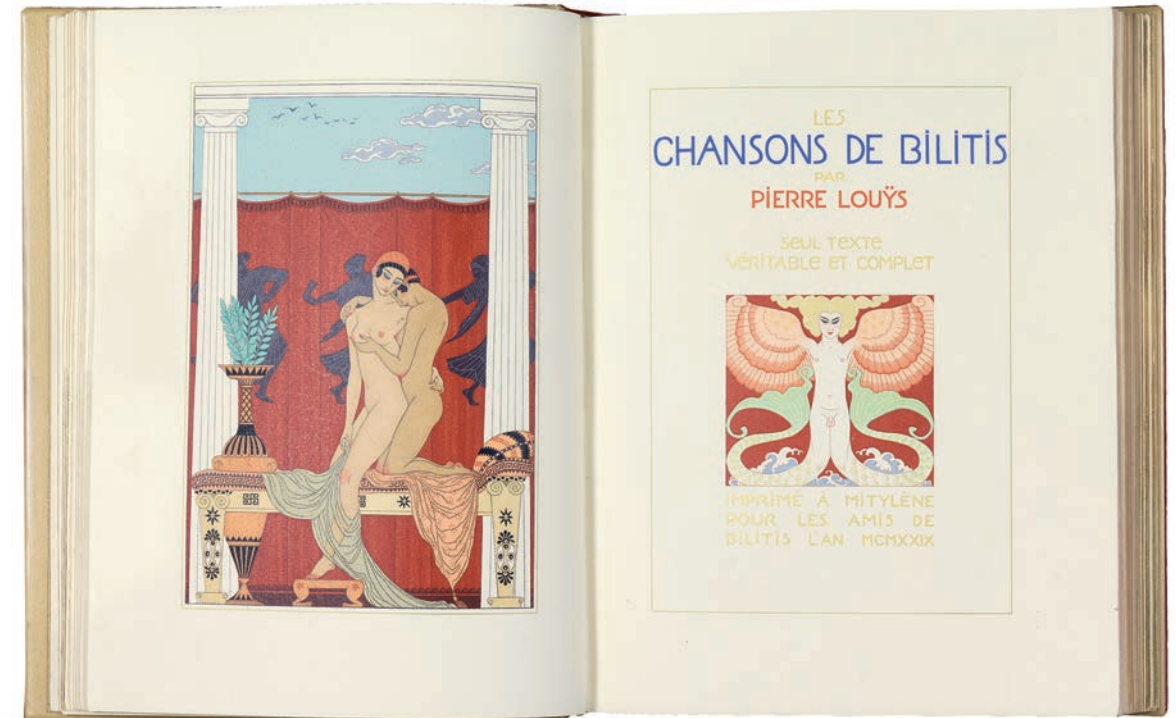 LES
CHANSONS DE BILITIS
PAR
PIERRE LOUŸS
SEUL TEXTE
VÉRITABLE ET COMPLET
IMPRIMÉ À MITYLÈNE
POUR LES AMIS DE
BILITIS L'AN MCMXXIX